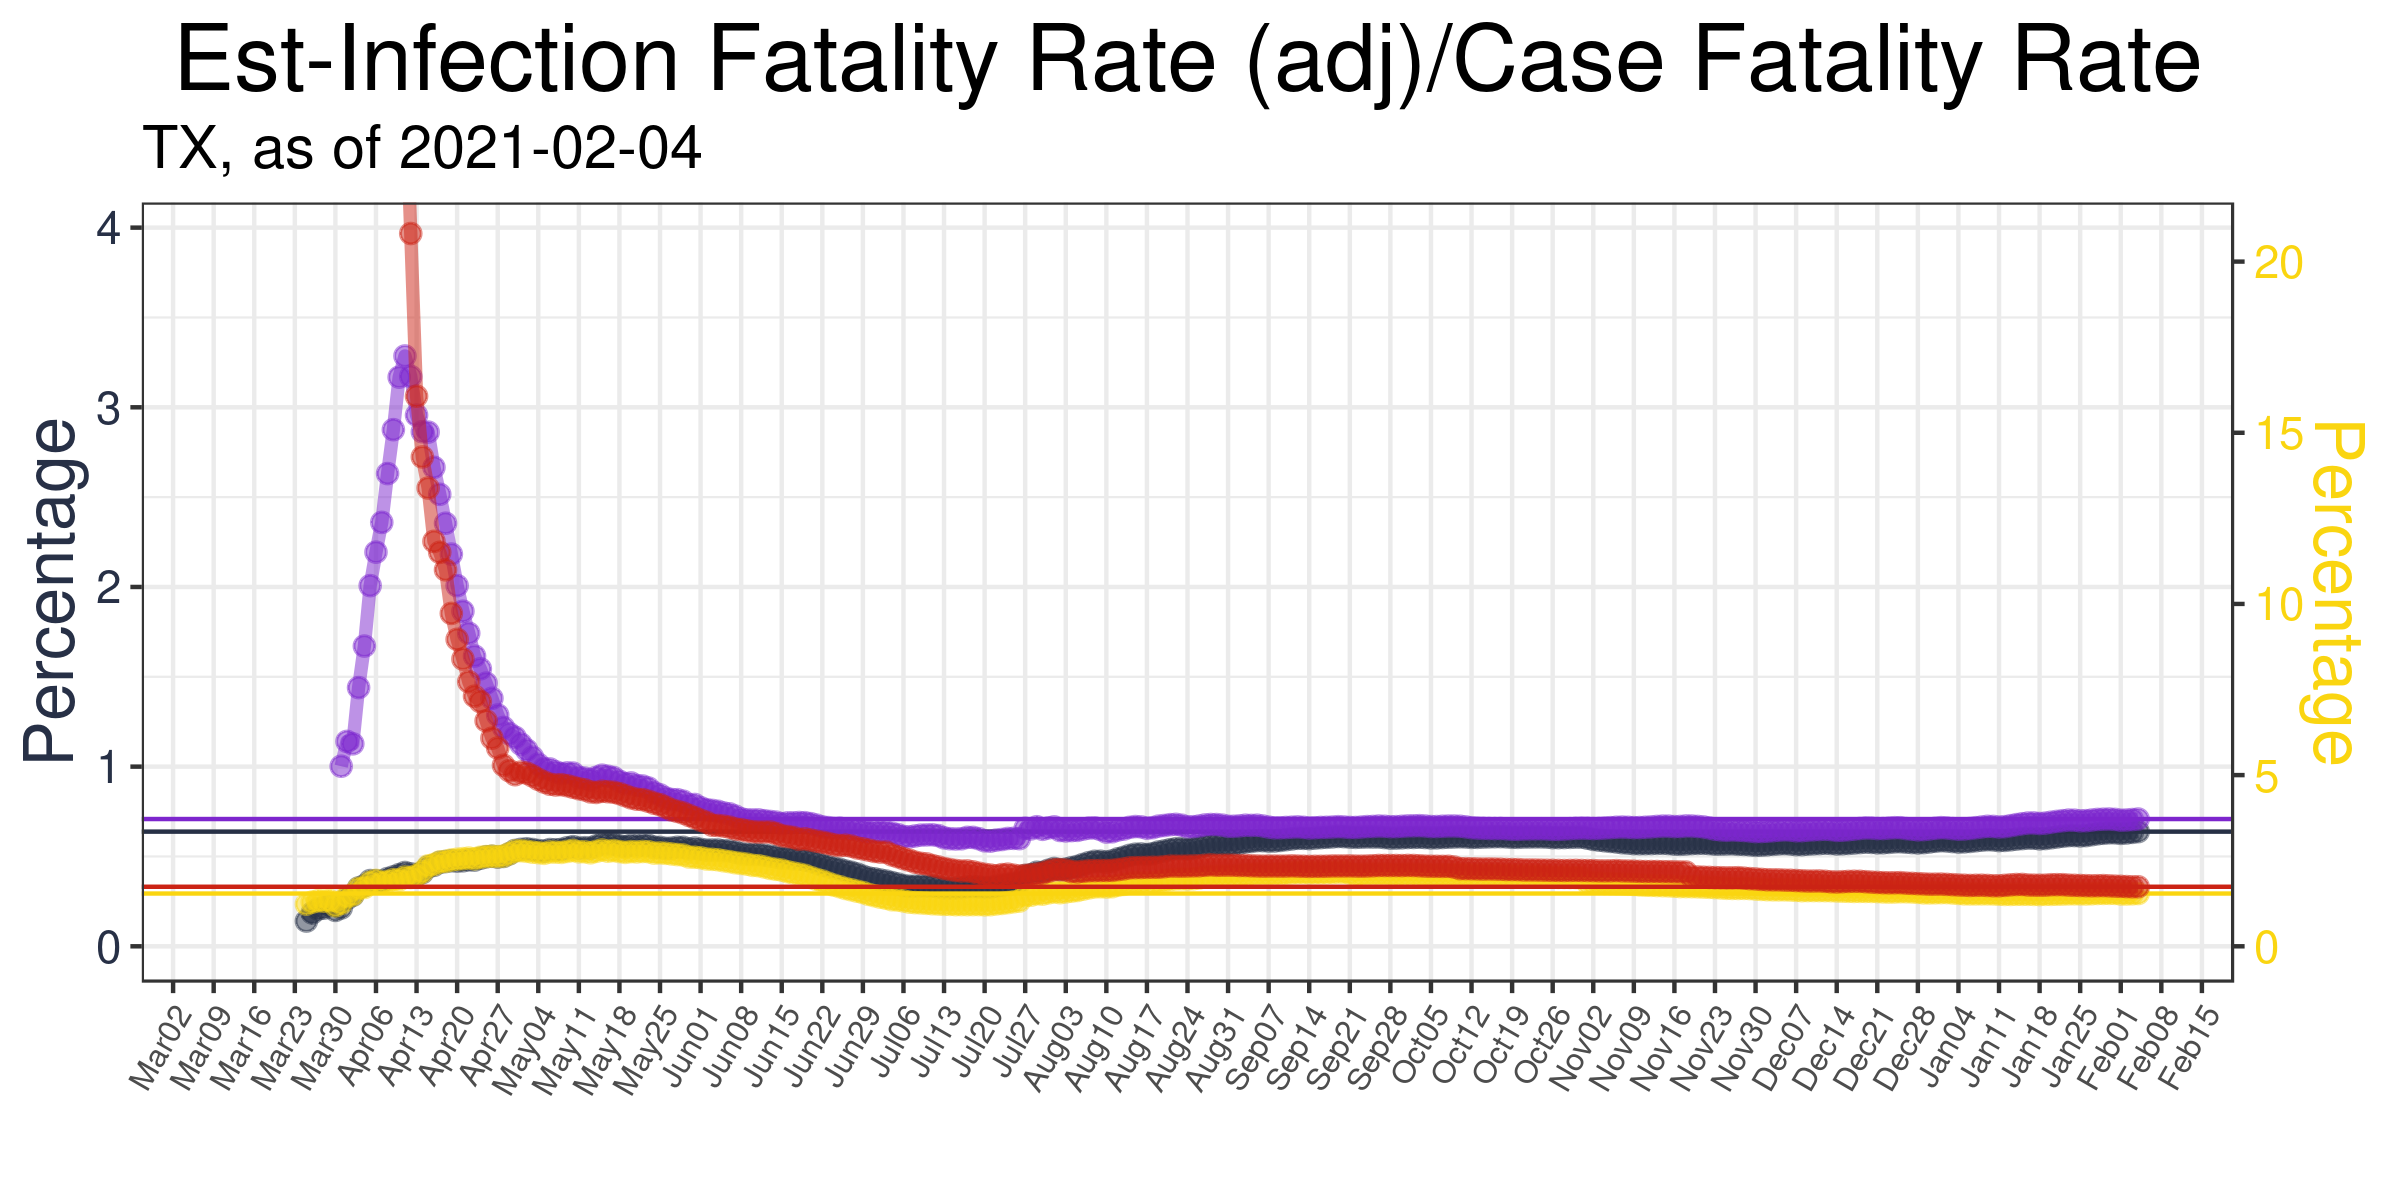 Est-Infection Fatality Rate (adj)/Case Fatality Rate
TX, as of 2021-02-04
Percentage
4
3
2
1
0
20
15
10
5
0
Percentage
Mar02
Mar09
Mar16
Mar23
Mar30
Apr06
Apr13
Apr20
Apr27
May04
May11
May18
May25
Jun01
Jun08
Jun15
Jun22
Jun29
Jul06
Jul13
Jul20
Jul27
Aug03
Aug10
Aug17
Aug24
Aug31
Sep07
Sep14
Sep21
Sep28
Oct05
Oct12
Oct19
Oct26
Nov02
Nov09
Nov16
Nov23
Nov30
Dec07
Dec14
Dec21
Dec28
Jan04
Jan11
Jan18
Jan25
Feb01
Feb08
Feb15